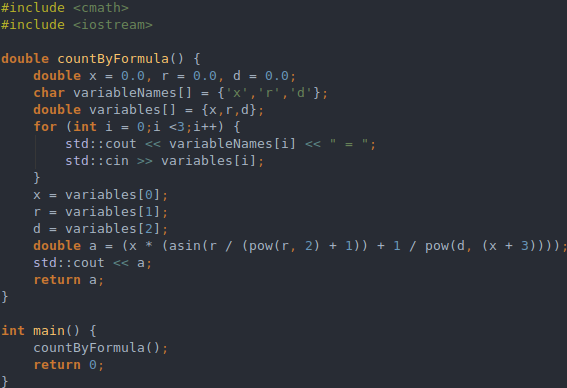 #include <cmath>
#include <iostream>

double countByFormula() {
    double x = 0.0, r = 0.0, d = 0.0;
    char variableNames[] = {'x','r','d'};
    double variables[] = {x,r,d};
    for (int i = 0;i <3;i++) {
        std::cout << variableNames[i] << " = ";
        std::cin >> variables[i];
    }
    x = variables[0];
    r = variables[1];
    d = variables[2];
    double a = (x * (asin(r / (pow(r, 2) + 1)) + 1 / pow(d, (x + 3))));
    std::cout << a;
    return a;
}

int main() {
    countByFormula();
    return 0;
}